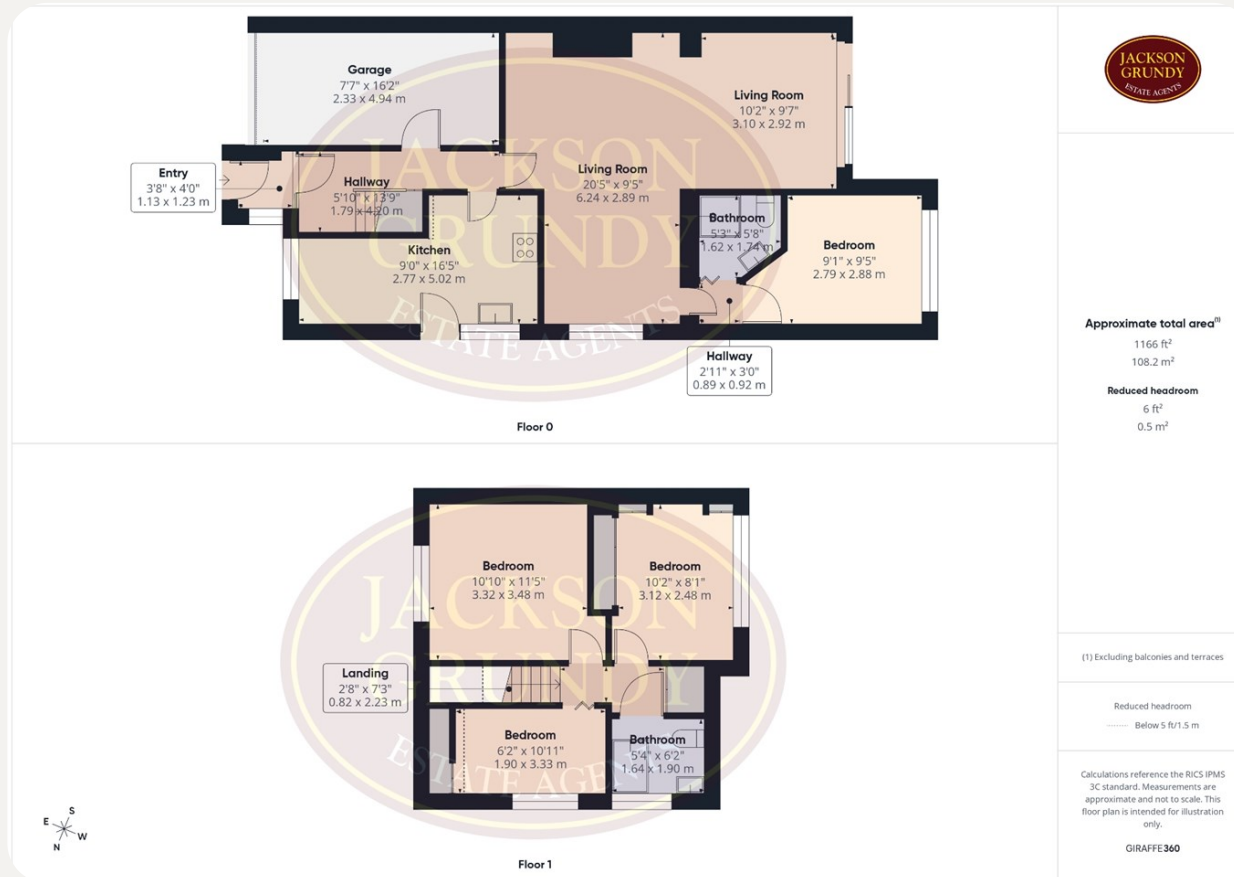 Garage
7'7" x 16'2"
2.33 x 4.94 m
Living Room
10'2" x 9'7"
3.10 x 2.92 m
Entry
3'8" x 4'0"
1.13 x 1.23 m
Hallway
5'10" x 13'9"
1.79 x 4.20 m
Living Room
20'5" x 9'5"
6.24 x 2.89 m
Bathroom
5'3" x 5'8"
1.62 x 1.74 m
Kitchen
9'0" x 16'5"
2.77 x 5.02 m
Bedroom
9'1" x 9'5"
2.79 x 2.88 m
Hallway
2'11" x 3'0"
0.89 x 0.92 m
JACKSON
GRUNDY
ESTATE AGENTS
Floor 0
Bedroom
10'10" x 11'5"
3.32 x 3.48 m
Bedroom
10'2" x 8'1"
3.12 x 2.48 m
Landing
2'8" x 7'3"
0.82 x 2.23 m
Bedroom
6'2" x 10'11"
1.90 x 3.33 m
Bathroom
5'4" x 6'2"
1.64 x 1.90 m
JACKSON
GRUNDY
ESTATE AGENTS
S
E
W
N
Floor 1
JACKSON
GRUNDY
ESTATE AGENTS
Approximate total area(1)
1166 ft²
108.2 m²
Reduced headroom
6 ft²
0.5 m²
(1) Excluding balconies and terraces
Reduced headroom
Below 5 ft/1.5 m
Calculations reference the RICS IPMS
3C standard. Measurements are
approximate and not to scale. This
floor plan is intended for illustration
only.
GIRAFFE360